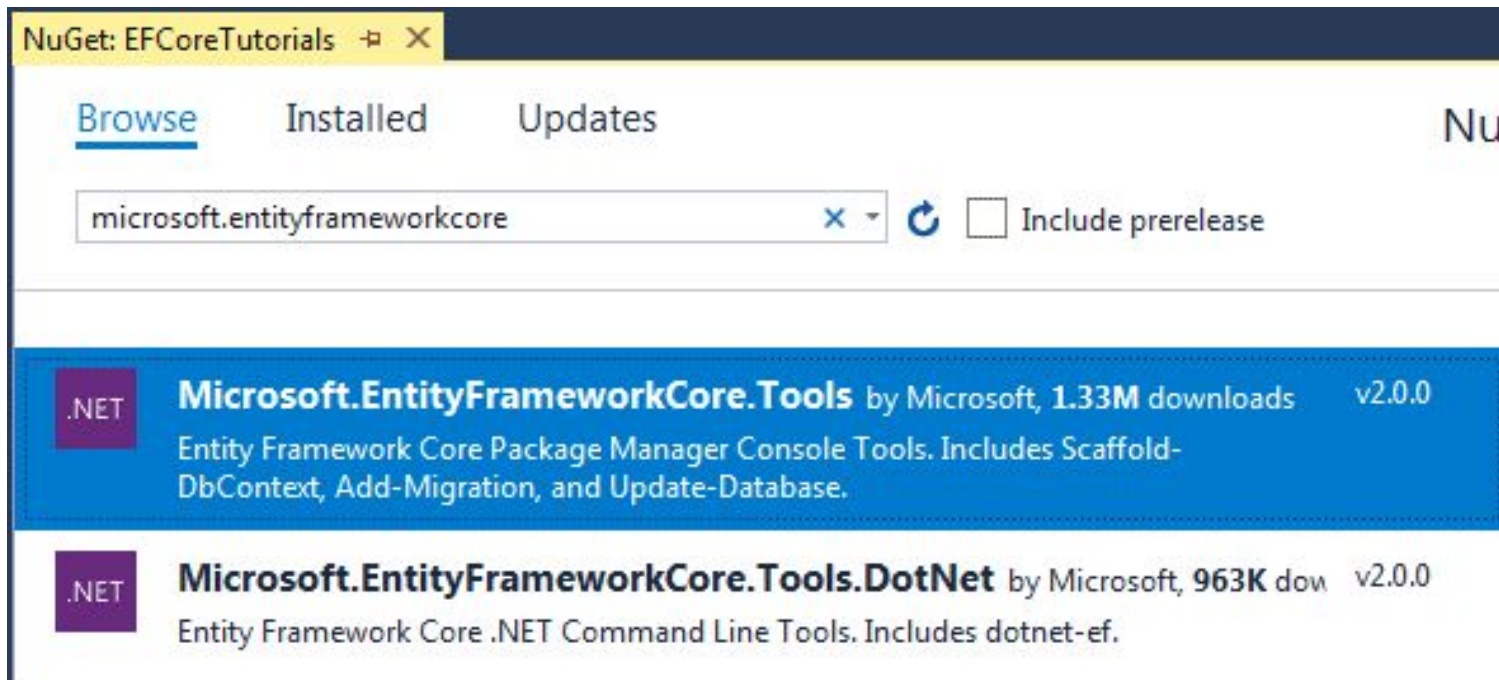 NuGet: EFCoreTutorials
Browse Installed Updates
microsoft.entityframeworkcore Include prerelease
.NET Microsoft.EntityFrameworkCore.Tools by Microsoft, 1.33M downloads v2.0.0
Entity Framework Core Package Manager Console Tools. Includes Scaffold-
DbContext, Add-Migration, and Update-Database.
.NET Microsoft.EntityFrameworkCore.Tools.DotNet by Microsoft, 963K v2.0.0
Entity Framework Core .NET Command Line Tools. Includes dotnet-ef.